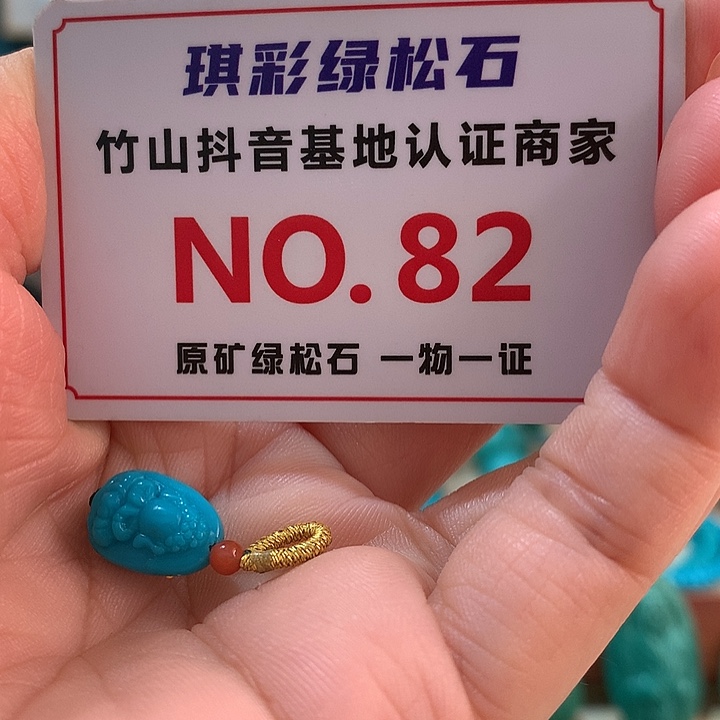 琪彩绿松石
竹山抖音基地认证商家
NO.82
原矿绿松石 一物一证